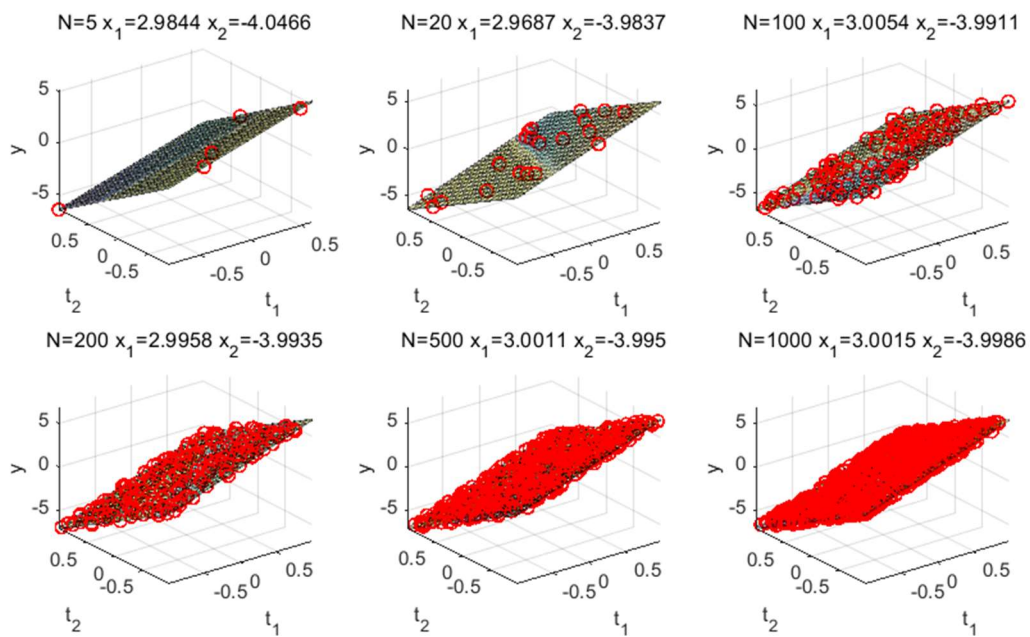 N=5 x₁=2.9844 x₂=-4.0466
N=20 x₁=2.9687 x₂=-3.9837
N=100 x₁=3.0054 x₂=-3.9911
5
0
-5
y
0.5
0
-0.5
t₂
-0.5
0
0.5
t₁
5
0
-5
y
0.5
0
-0.5
t₂
-0.5
0
0.5
t₁
5
0
-5
y
0.5
0
-0.5
t₂
-0.5
0
0.5
t₁
N=200 x₁=2.9958 x₂=-3.9935
N=500 x₁=3.0011 x₂=-3.995
N=1000 x₁=3.0015 x₂=-3.9986
5
0
-5
y
0.5
0
-0.5
t₂
-0.5
0
0.5
t₁
5
0
-5
y
0.5
0
-0.5
t₂
-0.5
0
0.5
t₁
5
0
-5
y
0.5
0
-0.5
t₂
-0.5
0
0.5
t₁